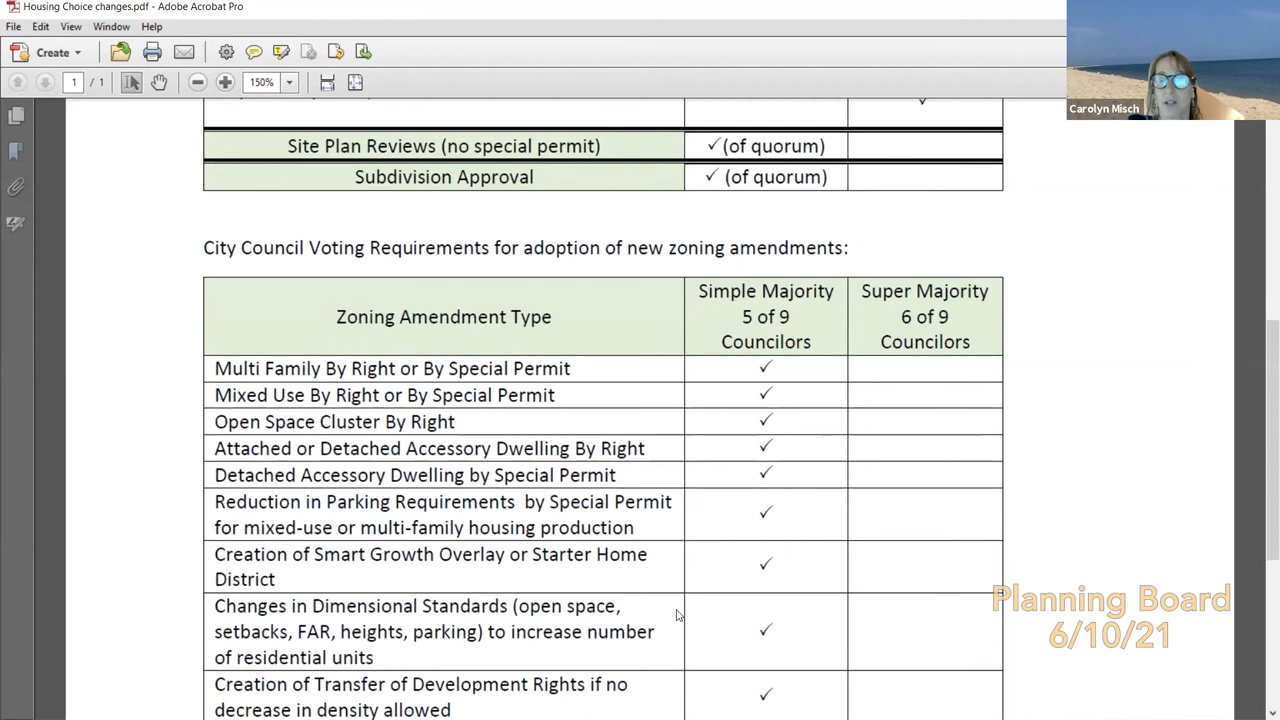 Housing Choice changes.pdf - Adobe Acrobat Pro
File Edit View Window Help
Create
1 / 1 150%
Carolyn Misch
Site Plan Reviews (no special permit) ✓(of quorum)
Subdivision Approval ✓ (of quorum)
City Council Voting Requirements for adoption of new zoning amendments:
Zoning Amendment Type
Simple Majority
5 of 9
Councilors
Super Majority
6 of 9
Councilors
Multi Family By Right or By Special Permit ✓
Mixed Use By Right or By Special Permit ✓
Open Space Cluster By Right ✓
Attached or Detached Accessory Dwelling By Right ✓
Detached Accessory Dwelling by Special Permit ✓
Reduction in Parking Requirements by Special Permit
for mixed-use or multi-family housing production ✓
Creation of Smart Growth Overlay or Starter Home
District ✓
Changes in Dimensional Standards (open space,
setbacks, FAR, heights, parking) to increase number
of residential units ✓
Creation of Transfer of Development Rights if no
decrease in density allowed ✓
Planning Board
6/10/21